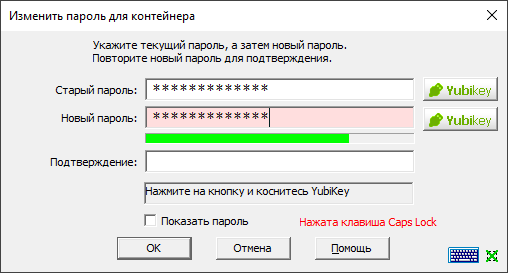 Изменить пароль для контейнера
Укажите текущий пароль, а затем новый пароль.
Повторите новый пароль для подтверждения.
Старый пароль: ************* Yubikey
Новый пароль: ************* Yubikey
Подтверждение:
Нажмите на кнопку и коснитесь YubiKey
Показать пароль Нажата клавиша Caps Lock
OK Отмена Помощь